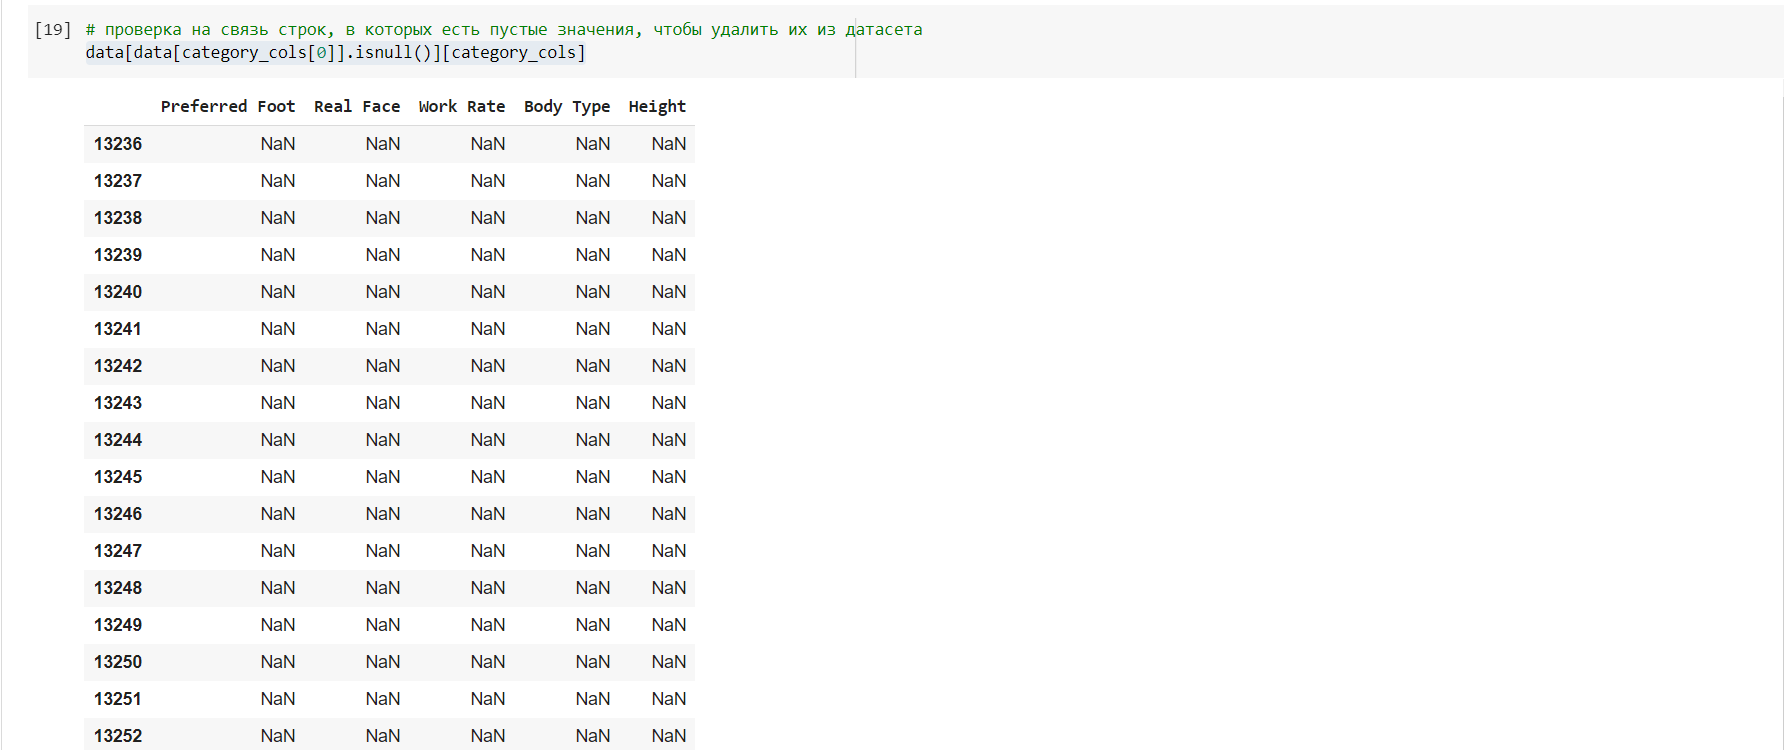 [19] # проверка на связь строк, в которых есть пустые значения, чтобы удалить их из датасета
data[data[category_cols[0]].isnull()][category_cols]
Preferred Foot Real Face Work Rate Body Type Height
13236 NaN NaN NaN NaN NaN
13237 NaN NaN NaN NaN NaN
13238 NaN NaN NaN NaN NaN
13239 NaN NaN NaN NaN NaN
13240 NaN NaN NaN NaN NaN
13241 NaN NaN NaN NaN NaN
13242 NaN NaN NaN NaN NaN
13243 NaN NaN NaN NaN NaN
13244 NaN NaN NaN NaN NaN
13245 NaN NaN NaN NaN NaN
13246 NaN NaN NaN NaN NaN
13247 NaN NaN NaN NaN NaN
13248 NaN NaN NaN NaN NaN
13249 NaN NaN NaN NaN NaN
13250 NaN NaN NaN NaN NaN
13251 NaN NaN NaN NaN NaN
13252 NaN NaN NaN NaN NaN